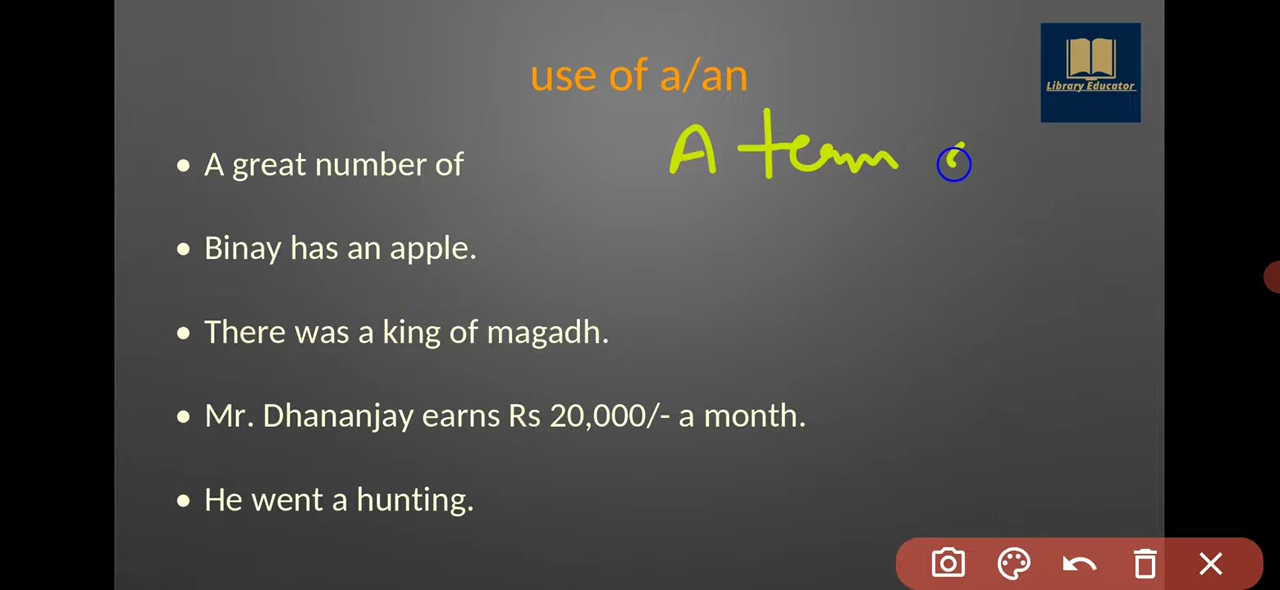 use of a/an
Library Educator
A team
• A great number of
• Binay has an apple.
• There was a king of magadh.
• Mr. Dhananjay earns Rs 20,000/- a month.
• He went a hunting.